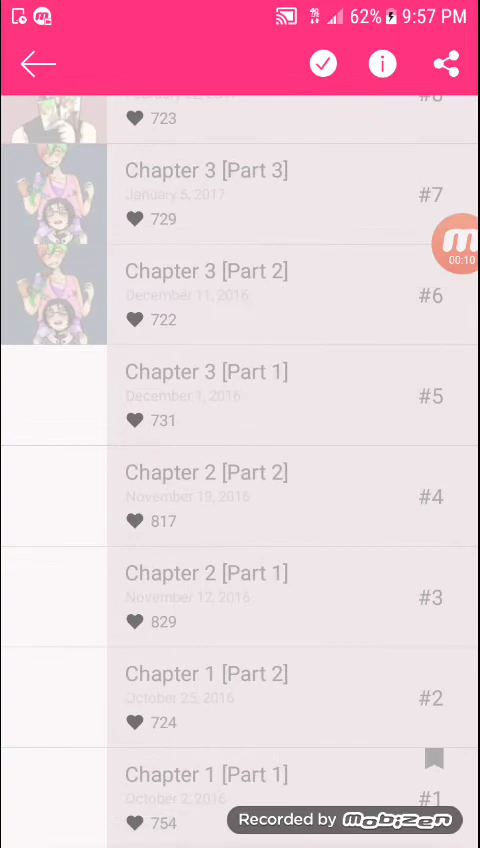 62% 9:57 PM
#8
723
Chapter 3 [Part 3]
January 5, 2017
#7
729
00:10
Chapter 3 [Part 2]
December 11, 2016
#6
722
Chapter 3 [Part 1]
December 1, 2016
#5
731
Chapter 2 [Part 2]
November 19, 2016
#4
817
Chapter 2 [Part 1]
November 12, 2016
#3
829
Chapter 1 [Part 2]
October 25, 2016
#2
724
Chapter 1 [Part 1]
October 2, 2016
#1
754
Recorded by mobizen